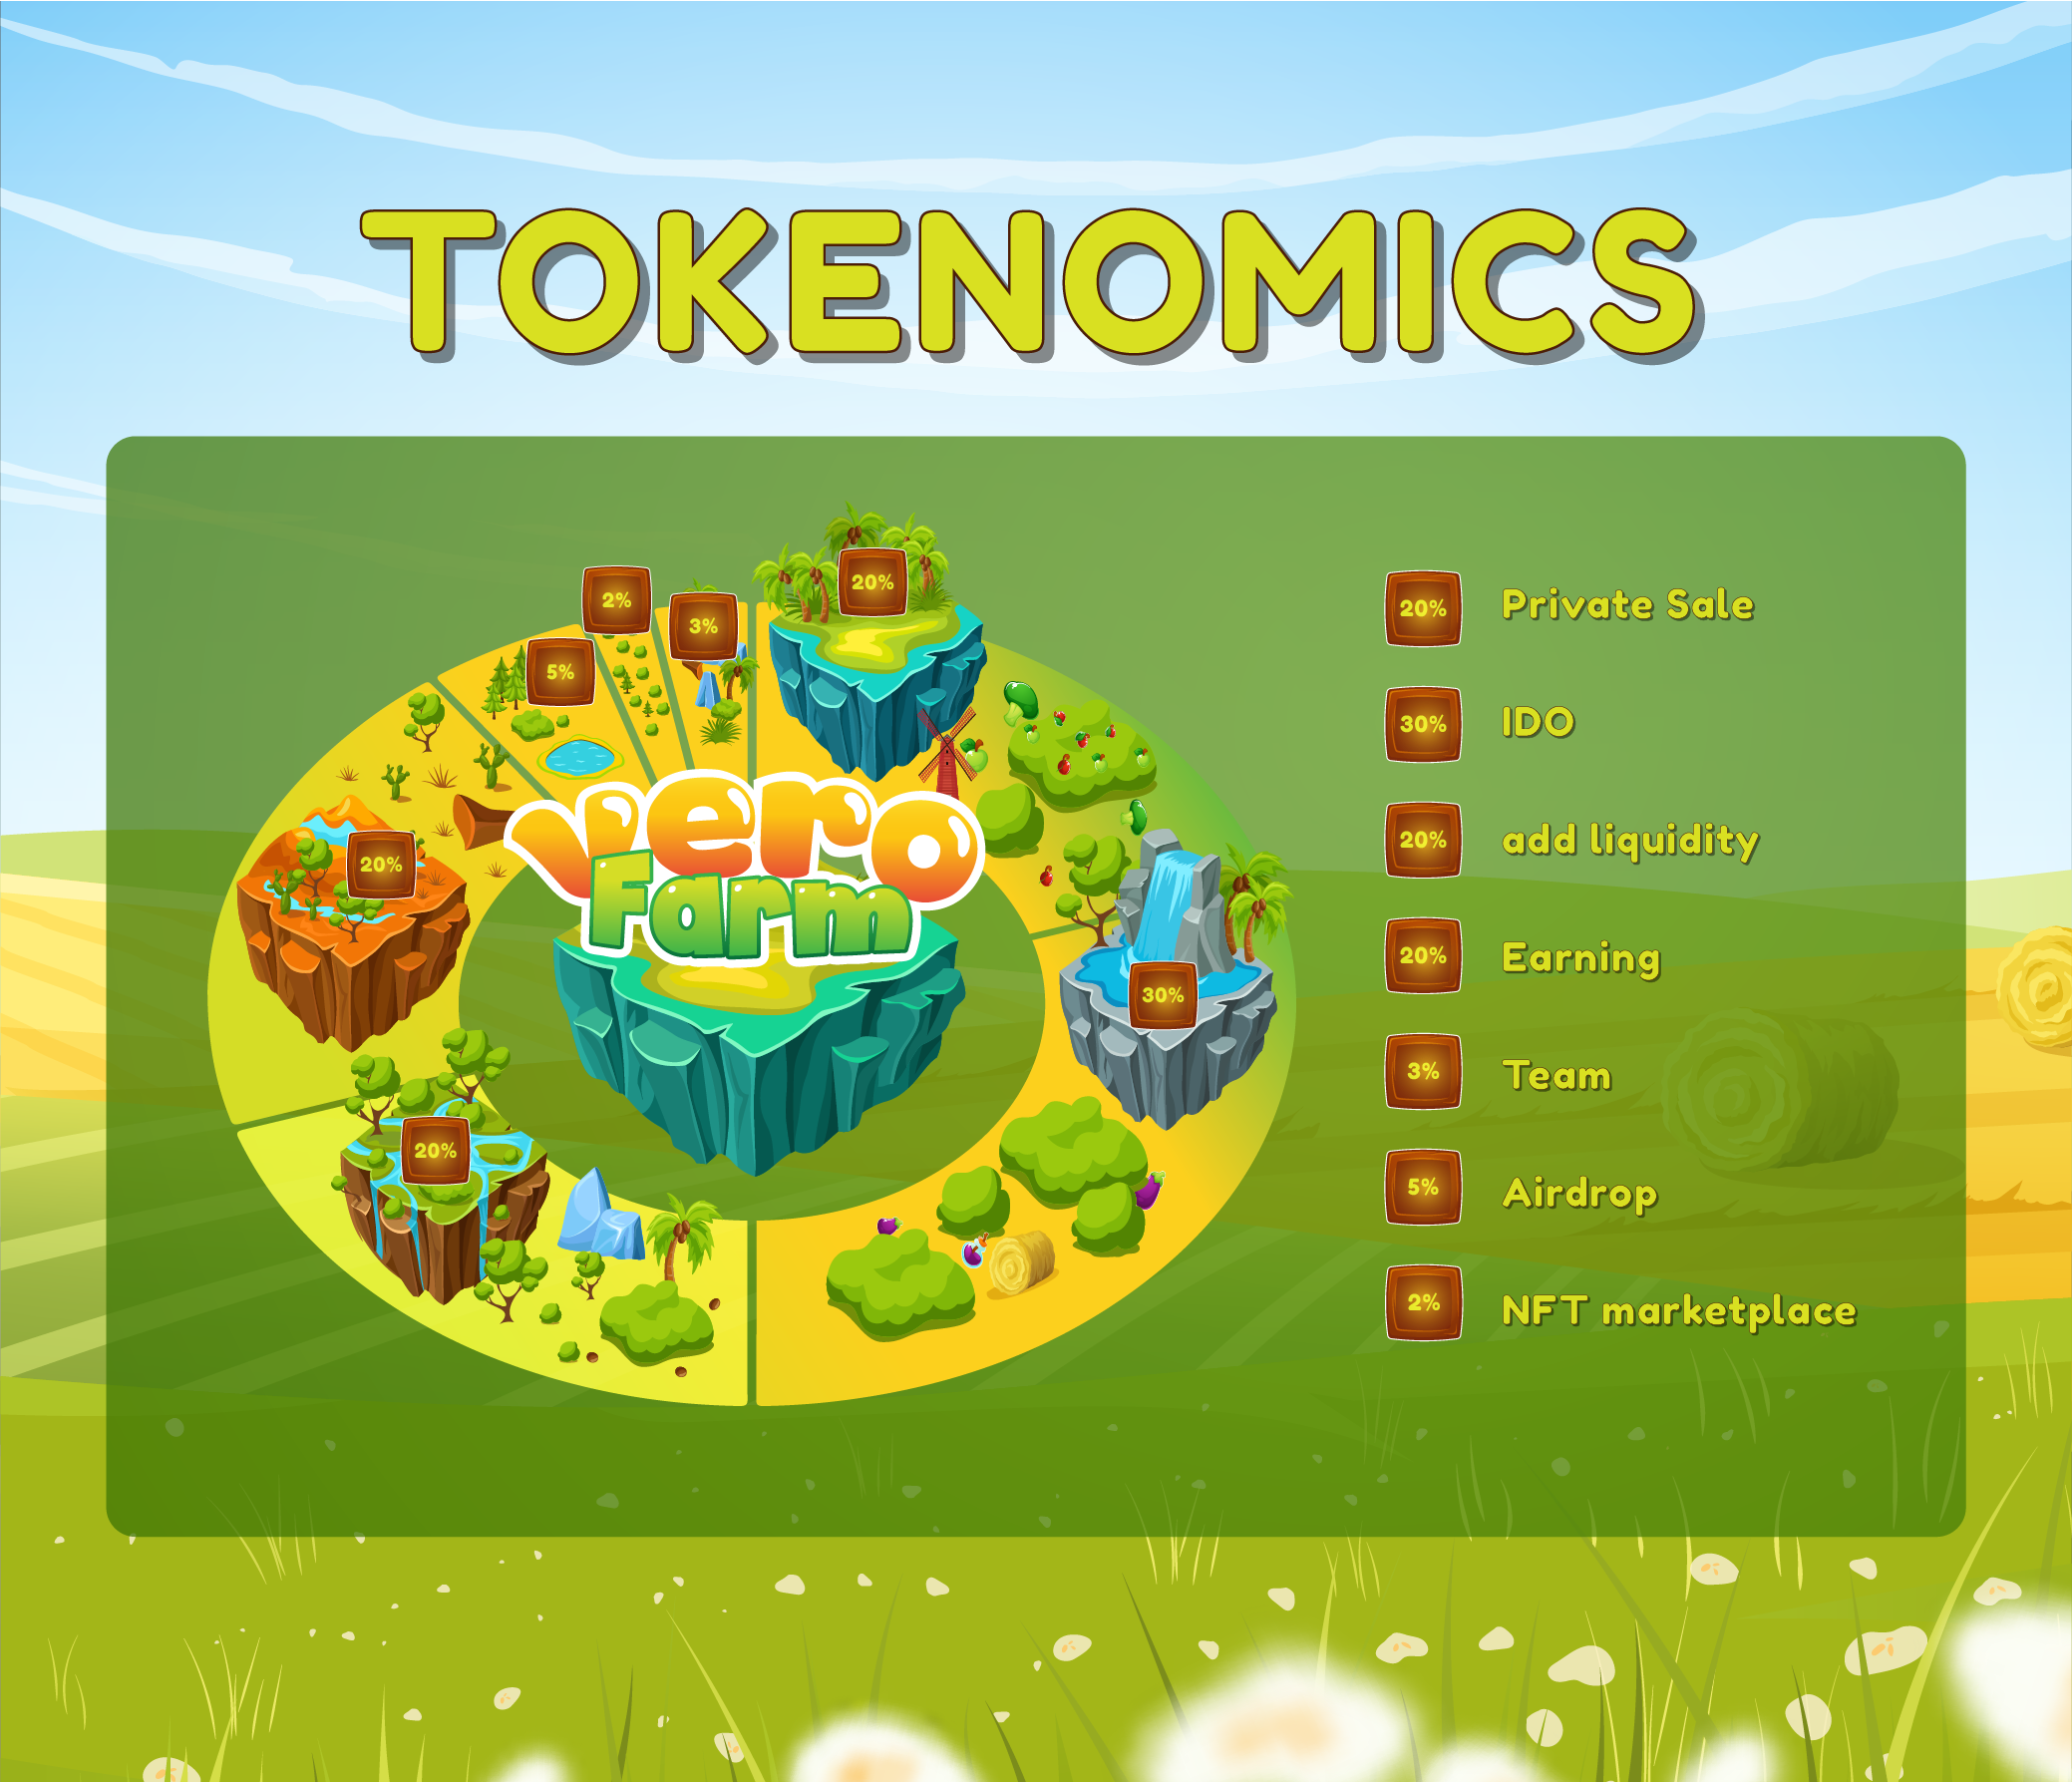 TOKENOMICS
20%
2%
3%
5%
20%
30%
20%
Vero
Farm
20% Private Sale
30% IDO
20% add liquidity
20% Earning
3% Team
5% Airdrop
2% NFT marketplace